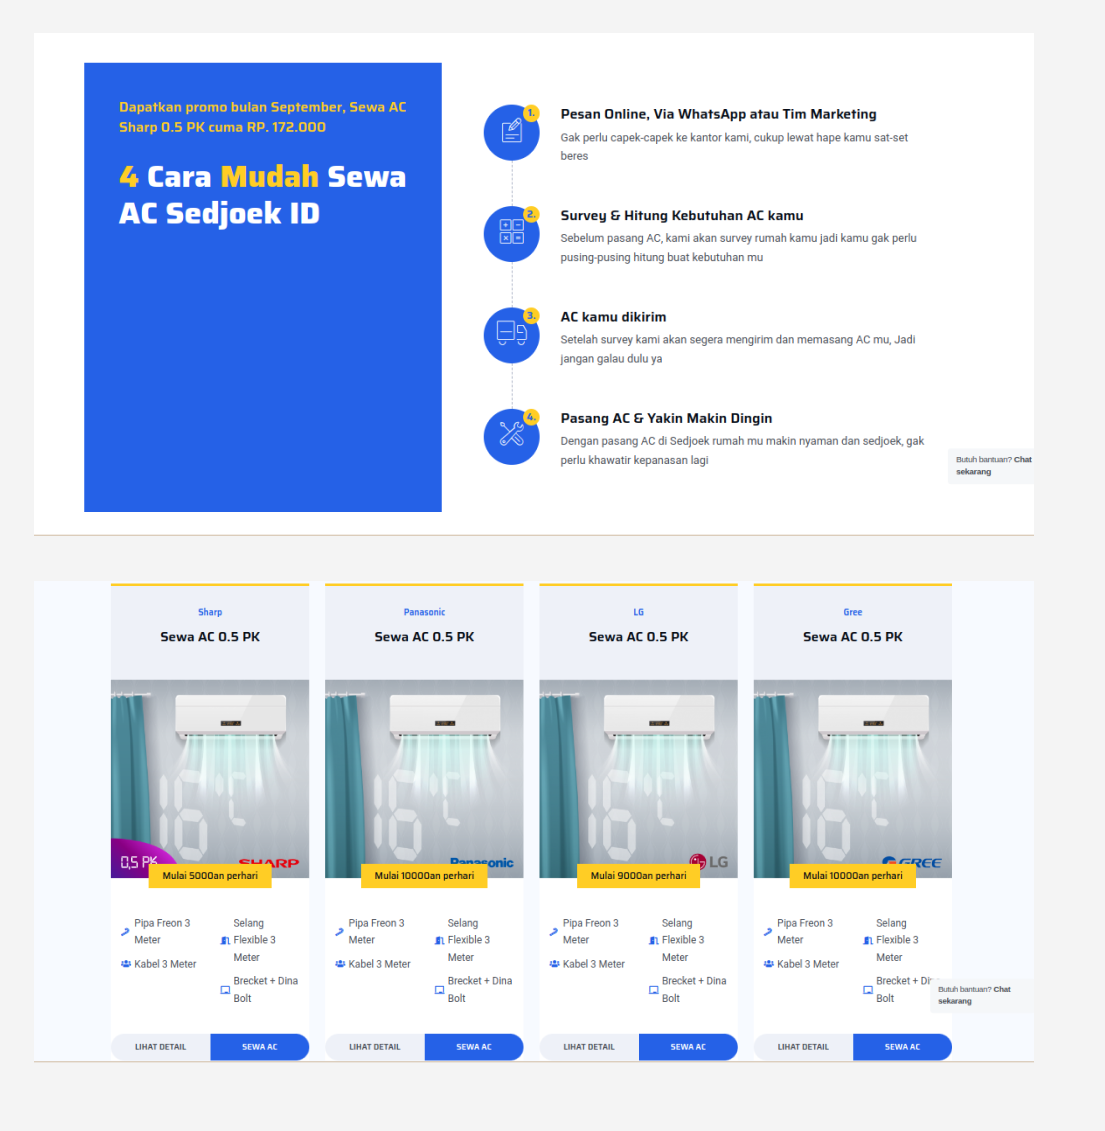 Dapatkan promo bulan September, Sewa AC
Sharp 0.5 PK cuma RP. 172.000
4 Cara Mudah Sewa
AC Sedjoek ID
1.
Pesan Online, Via WhatsApp atau Tim Marketing
Gak perlu capek-capek ke kantor kami, cukup lewat hape kamu sat-set
beres
2.
Survey & Hitung Kebutuhan AC kamu
Sebelum pasang AC, kami akan survey rumah kamu jadi kamu gak perlu
pusing-pusing hitung buat kebutuhan mu
3.
AC kamu dikirim
Setelah survey kami akan segera mengirim dan memasang AC mu, Jadi
jangan galau dulu ya
4.
Pasang AC & Yakin Makin Dingin
Dengan pasang AC di Sedjoek rumah mu makin nyaman dan sedjoek, gak
perlu khawatir kepanasan lagi
Butuh bantuan? Chat
sekarang
Sharp
Sewa AC 0.5 PK
16°C
0,5 PK
SHARP
Mulai 5000an perhari
Pipa Freon 3
Meter
Kabel 3 Meter
Selang
Flexible 3
Meter
Brecket + Dina
Bolt
LIHAT DETAIL
SEWA AC
Panasonic
Sewa AC 0.5 PK
16°C
Panasonic
Mulai 10000an perhari
Pipa Freon 3
Meter
Kabel 3 Meter
Selang
Flexible 3
Meter
Brecket + Dina
Bolt
LIHAT DETAIL
SEWA AC
LG
Sewa AC 0.5 PK
16°C
LG
Mulai 9000an perhari
Pipa Freon 3
Meter
Kabel 3 Meter
Selang
Flexible 3
Meter
Brecket + Dina
Bolt
LIHAT DETAIL
SEWA AC
Gree
Sewa AC 0.5 PK
16°C
GREE
Mulai 10000an perhari
Pipa Freon 3
Meter
Kabel 3 Meter
Selang
Flexible 3
Meter
Brecket +
Bolt
LIHAT DETAIL
SEWA AC
Butuh bantuan? Chat
sekarang